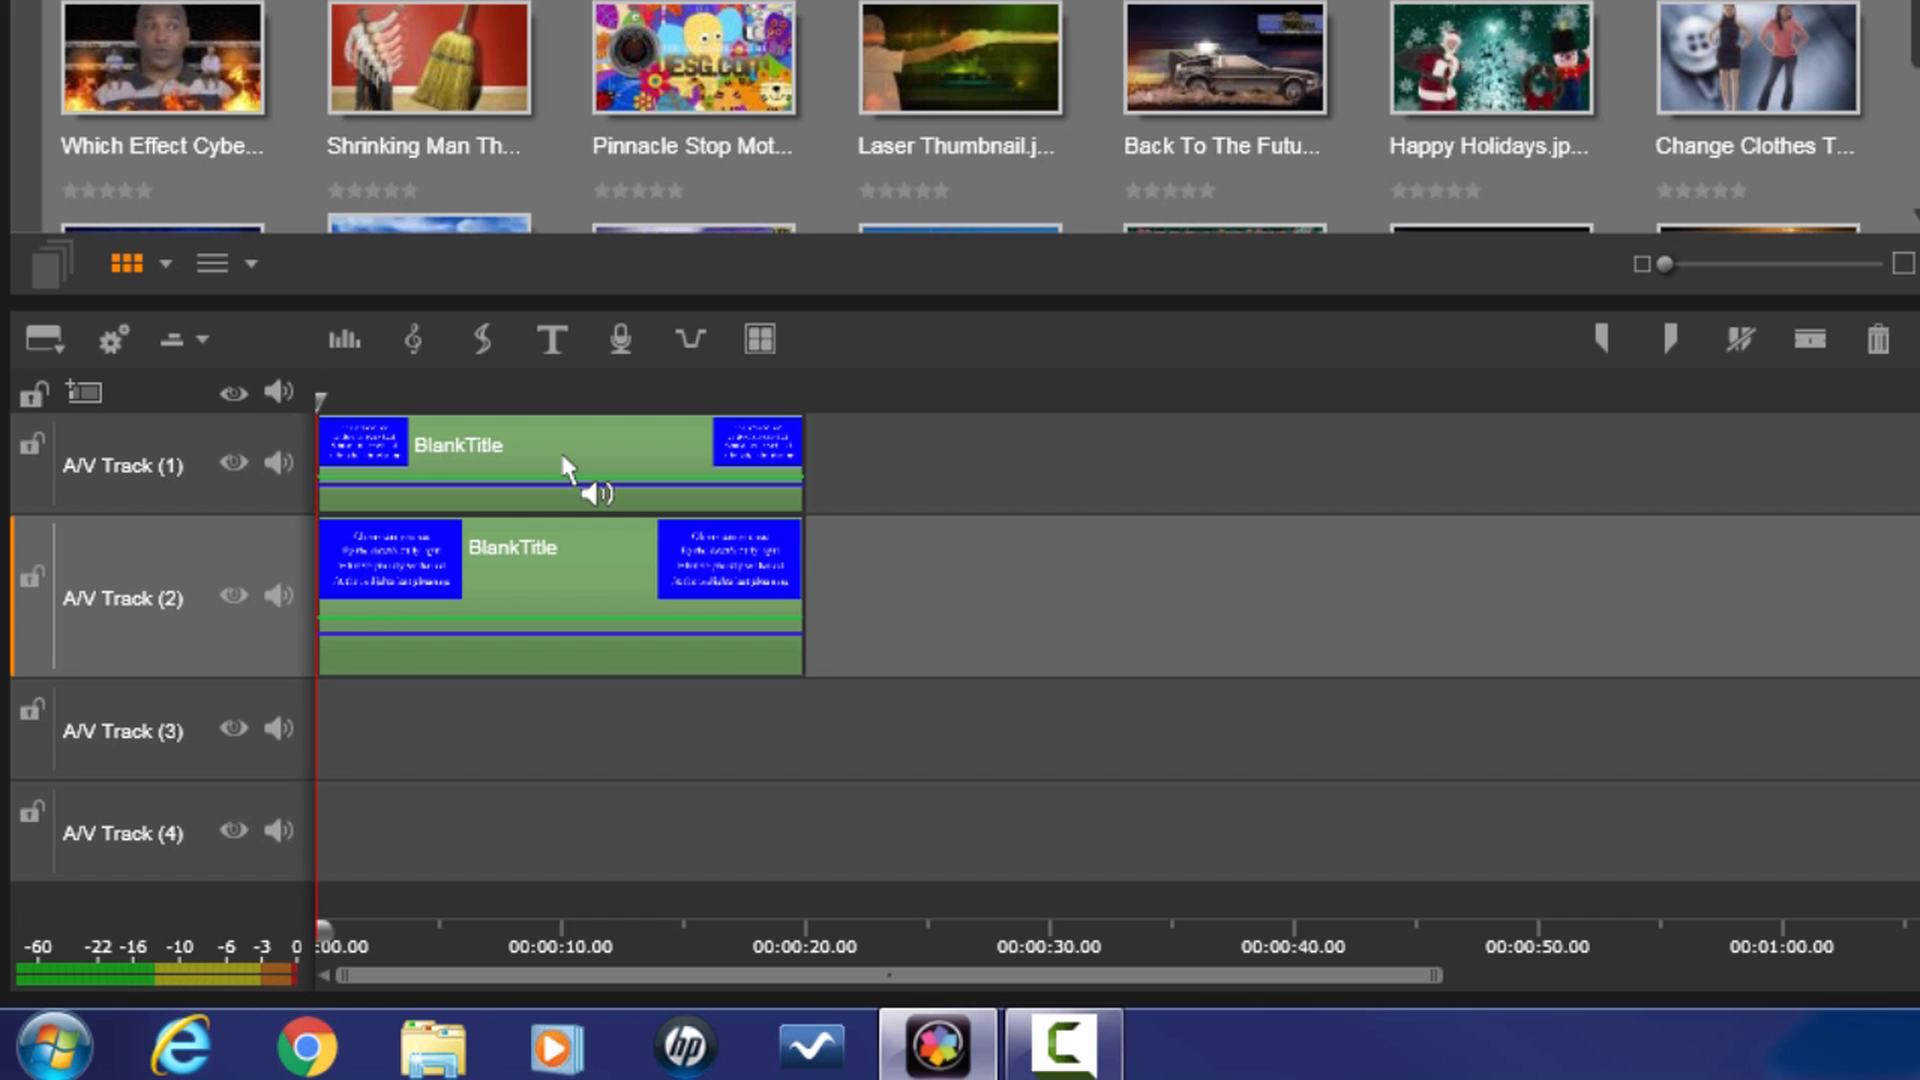 ESG.COM
Which Effect Cybe...
Shrinking Man Th...
Pinnacle Stop Mot...
Laser Thumbnail.j...
Back To The Futu...
Happy Holidays.jp...
Change Clothes T...
A/V Track (1)
BlankTitle
A/V Track (2)
BlankTitle
A/V Track (3)
A/V Track (4)
-60 -22 -16 -10 -6 -3 0
:00.00 00:00:10.00 00:00:20.00 00:00:30.00 00:00:40.00 00:00:50.00 00:01:00.00
hp
C